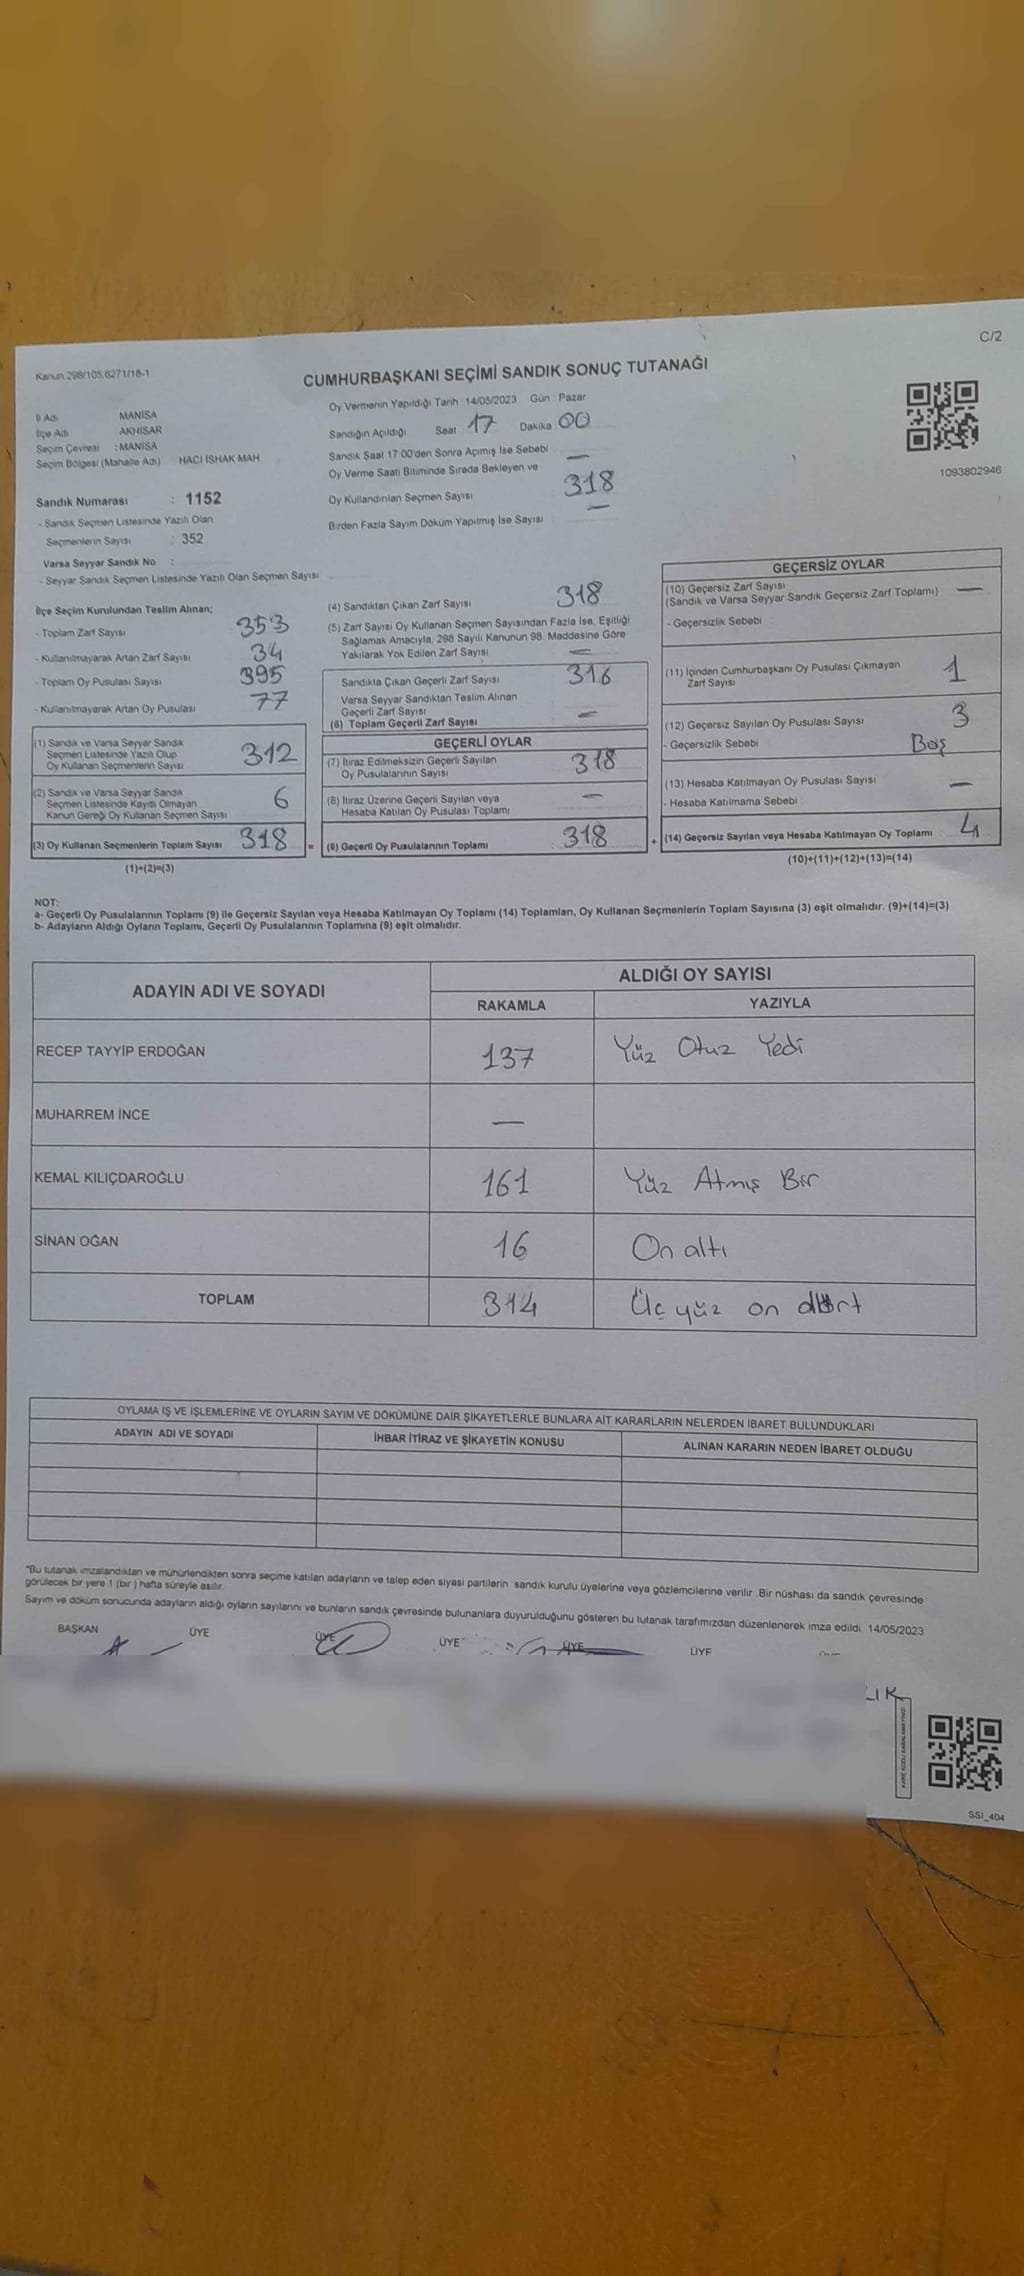 C/2
Kanun 298/105,6271/18-1
CUMHURBAŞKANI SEÇİMİ SANDIK SONUÇ TUTANAĞI
İl Adı MANİSA
İlçe Adı AKHİSAR
Seçim Çevresi : MANİSA
Seçim Bölgesi (Mahalle Adı) HACI İSHAK MAH.
Sandık Numarası : 1152
- Sandık Seçmen Listesinde Yazılı Olan
Seçmenlerin Sayısı : 352
Varsa Seyyar Sandık No :
- Seyyar Sandık Seçmen Listesinde Yazılı Olan Seçmen Sayısı
Oy Vermenin Yapıldığı Tarih 14/05/2023 Gün : Pazar
Sandığın Açıldığı Saat 17 Dakika 00
Sandık Saat 17:00'den Sonra Açımış İse Sebebi —
Oy Verme Saati Bitiminde Sırada Bekleyen ve
Oy Kullandırılan Seçmen Sayısı 318
Birden Fazla Sayım Döküm Yapılmış İse Sayısı : —
1093802946
İlçe Seçim Kurulundan Teslim Alınan;
- Toplam Zarf Sayısı 353
- Kullanılmayarak Artan Zarf Sayısı 34
- Toplam Oy Pusulası Sayısı 395
- Kullanılmayarak Artan Oy Pusulası 77
(1) Sandık ve Varsa Seyyar Sandık
Seçmen Listesinde Yazılı Olup
Oy Kullanan Seçmenlerin Sayısı 312
(2) Sandık ve Varsa Seyyar Sandık
Seçmen Listesinde Kayıtlı Olmayan
Kanun Gereği Oy Kullanan Seçmen Sayısı 6
(3) Oy Kullanan Seçmenlerin Toplam Sayısı 318 =
(1)+(2)=(3)
(4) Sandıktan Çıkan Zarf Sayısı 318
(5) Zarf Sayısı Oy Kullanan Seçmen Sayısından Fazla İse, Eşitliği
Sağlamak Amacıyla, 298 Sayılı Kanunun 98. Maddesine Göre
Yakılarak Yok Edilen Zarf Sayısı —
Sandıkta Çıkan Geçerli Zarf Sayısı 316
Varsa Seyyar Sandıktan Teslim Alınan
Geçerli Zarf Sayısı —
(6) Toplam Geçerli Zarf Sayısı
GEÇERLİ OYLAR
(7) İtiraz Edilmeksizin Geçerli Sayılan
Oy Pusulalarının Sayısı 318
(8) İtiraz Üzerine Geçerli Sayılan veya
Hesaba Katılan Oy Pusulası Toplamı —
(9) Geçerli Oy Pusulalarının Toplamı 318 +
GEÇERSİZ OYLAR
(10) Geçersiz Zarf Sayısı
(Sandık ve Varsa Seyyar Sandık Geçersiz Zarf Toplamı) —
- Geçersizlik Sebebi :
(11) İçinden Cumhurbaşkanı Oy Pusulası Çıkmayan
Zarf Sayısı 1
(12) Geçersiz Sayılan Oy Pusulası Sayısı 3
- Geçersizlik Sebebi Boş
(13) Hesaba Katılmayan Oy Pusulası Sayısı —
- Hesaba Katılmama Sebebi :
(14) Geçersiz Sayılan veya Hesaba Katılmayan Oy Toplamı 4
(10)+(11)+(12)+(13)=(14)
NOT:
a- Geçerli Oy Pusulalarının Toplamı (9) ile Geçersiz Sayılan veya Hesaba Katılmayan Oy Toplamı (14) Toplamları, Oy Kullanan Seçmenlerin Toplam Sayısına (3) eşit olmalıdır. (9)+(14)=(3)
b- Adayların Aldığı Oyların Toplamı, Geçerli Oy Pusulalarının Toplamına (9) eşit olmalıdır.
ADAYIN ADI VE SOYADI ALDIĞI OY SAYISI
RAKAMLA YAZIYLA
RECEP TAYYİP ERDOĞAN 137 Yüz Otuz Yedi
MUHARREM İNCE —
KEMAL KILIÇDAROĞLU 161 Yüz Atmış Bir
SİNAN OĞAN 16 On altı
TOPLAM 314 Üç yüz on dört
OYLAMA İŞ VE İŞLEMLERİNE VE OYLARIN SAYIM VE DÖKÜMÜNE DAİR ŞİKAYETLERLE BUNLARA AİT KARARLARIN NELERDEN İBARET BULUNDUKLARI
ADAYIN ADI VE SOYADI İHBAR İTİRAZ VE ŞİKAYETİN KONUSU ALINAN KARARIN NEDEN İBARET OLDUĞU
*Bu tutanak imzalandıktan ve mühürlendikten sonra seçime katılan adayların ve talep eden siyasi partilerin sandık kurulu üyelerine veya gözlemcilerine verilir. Bir nüshası da sandık çevresinde
görülecek bir yere 1 (bir) hafta süreyle asılır.
Sayım ve döküm sonucunda adayların aldığı oyların sayılarını ve bunların sandık çevresinde bulunanlara duyurulduğunu gösteren bu tutanak tarafımızdan düzenlenerek imza edildi. 14/05/2023
BAŞKAN ÜYE ÜYE ÜYE ÜYE ÜYE
LIK
SSI_404